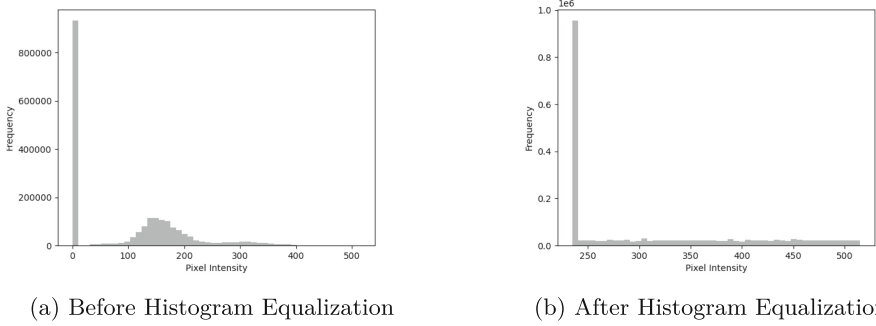 1e6
1.0
800000
0.8
600000
0.6
Frequency
Frequency
400000
0.4
200000
0.2
0
0.0
0 100 200 300 400 500
250 300 350 400 450 500
Pixel Intensity
Pixel Intensity
(a) Before Histogram Equalization
(b) After Histogram Equalization